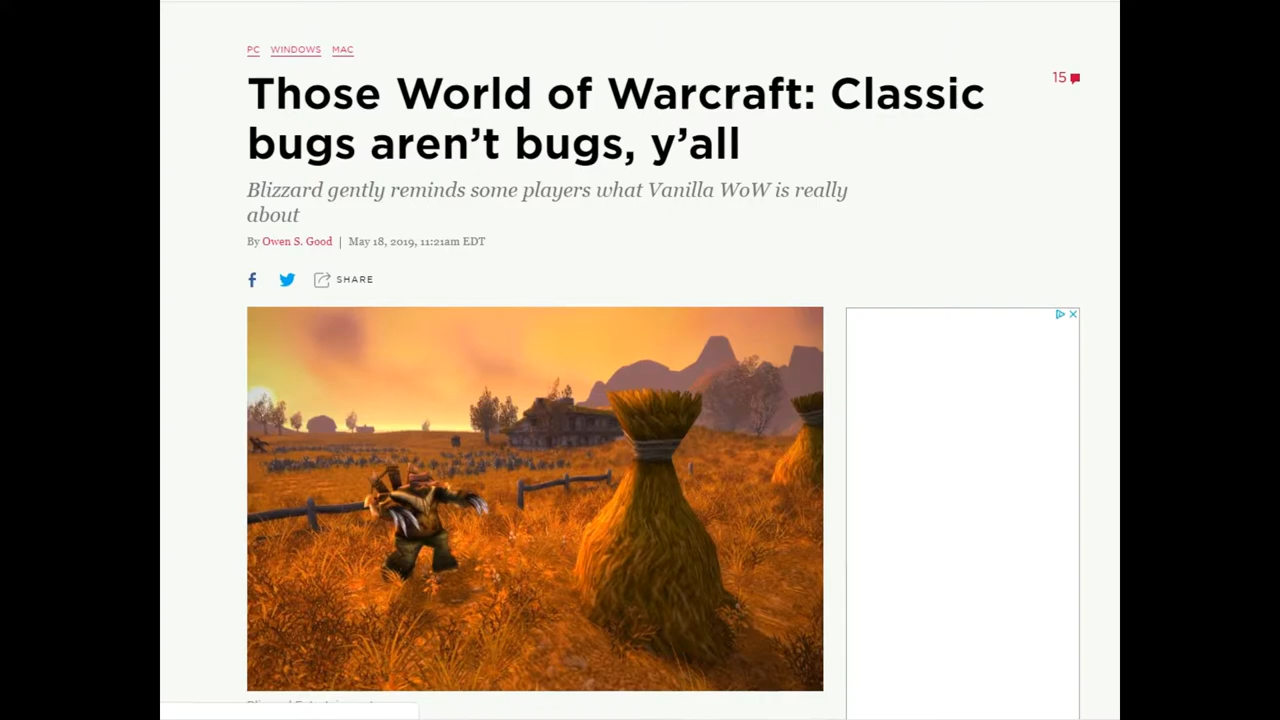 PC WINDOWS MAC
Those World of Warcraft: Classic
15
bugs aren’t bugs, y’all
Blizzard gently reminds some players what Vanilla WoW is really
about
By Owen S. Good | May 18, 2019, 11:21am EDT
SHARE